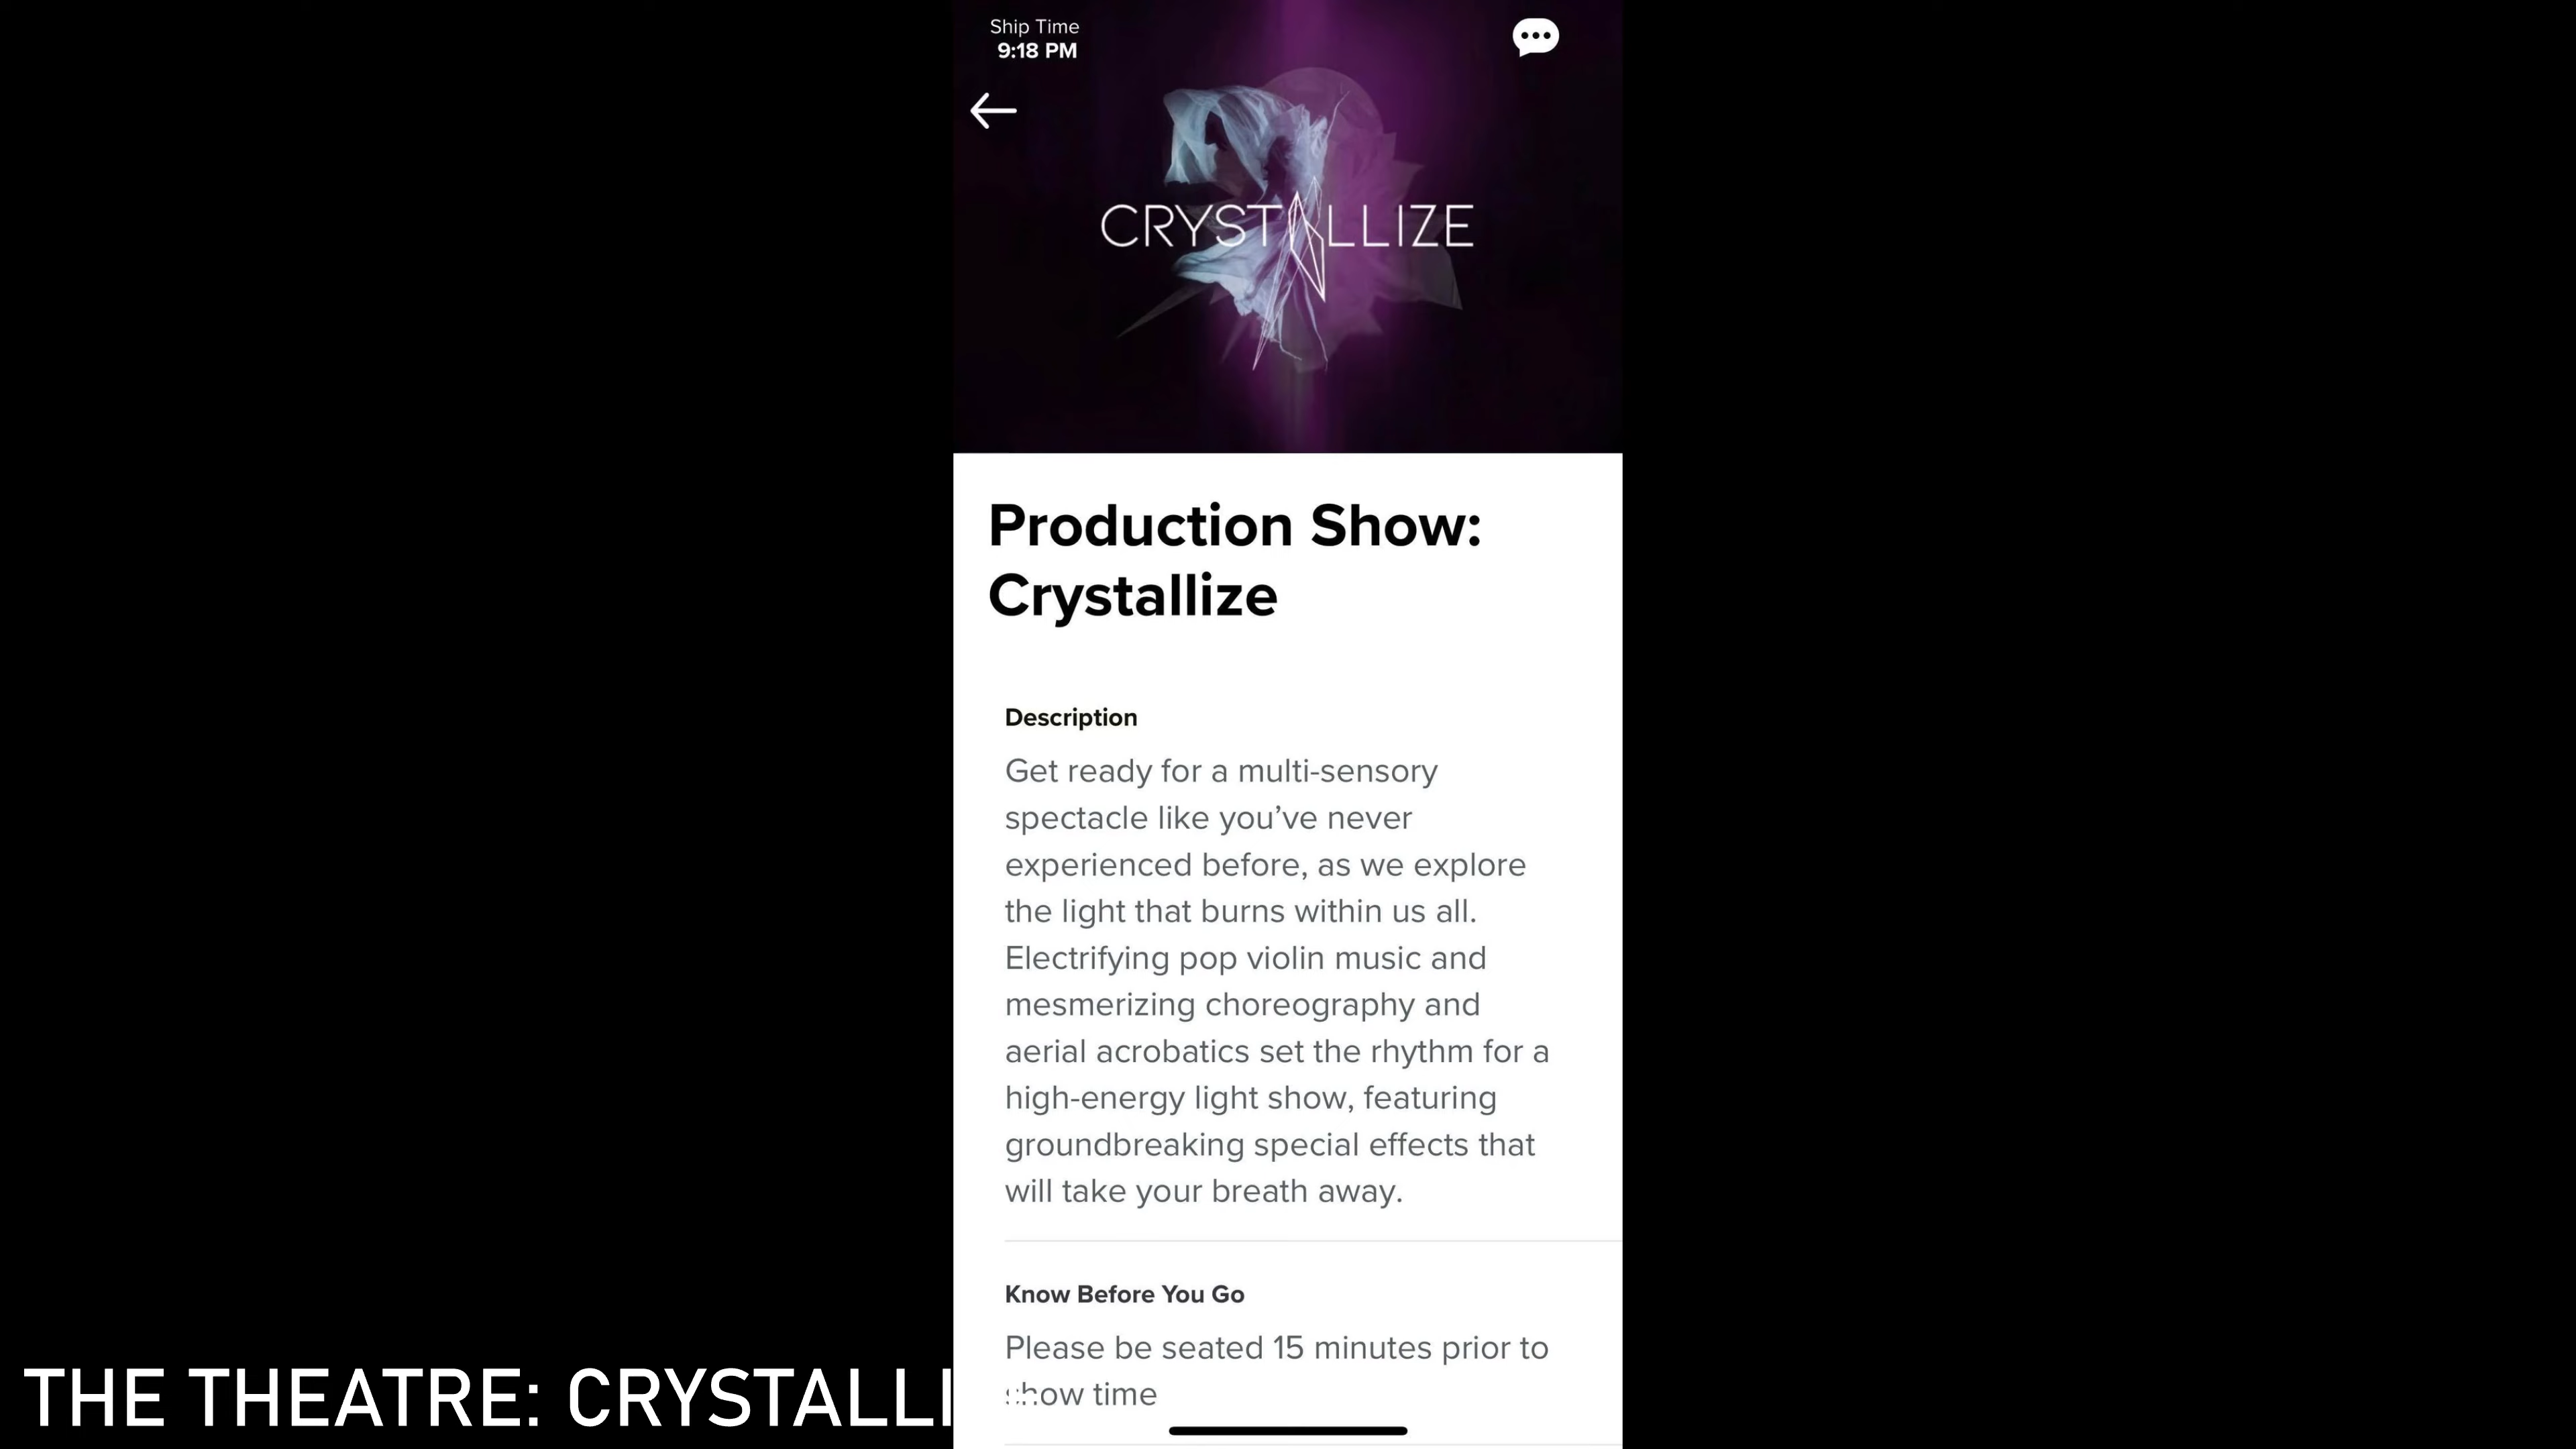 Ship Time
9:18 PM
CRYSTALLIZE
Production Show:
Crystallize
Description
Get ready for a multi-sensory
spectacle like you’ve never
experienced before, as we explore
the light that burns within us all.
Electrifying pop violin music and
mesmerizing choreography and
aerial acrobatics set the rhythm for a
high-energy light show, featuring
groundbreaking special effects that
will take your breath away.
Know Before You Go
Please be seated 15 minutes prior to
show time
THE THEATRE: CRYSTALLI